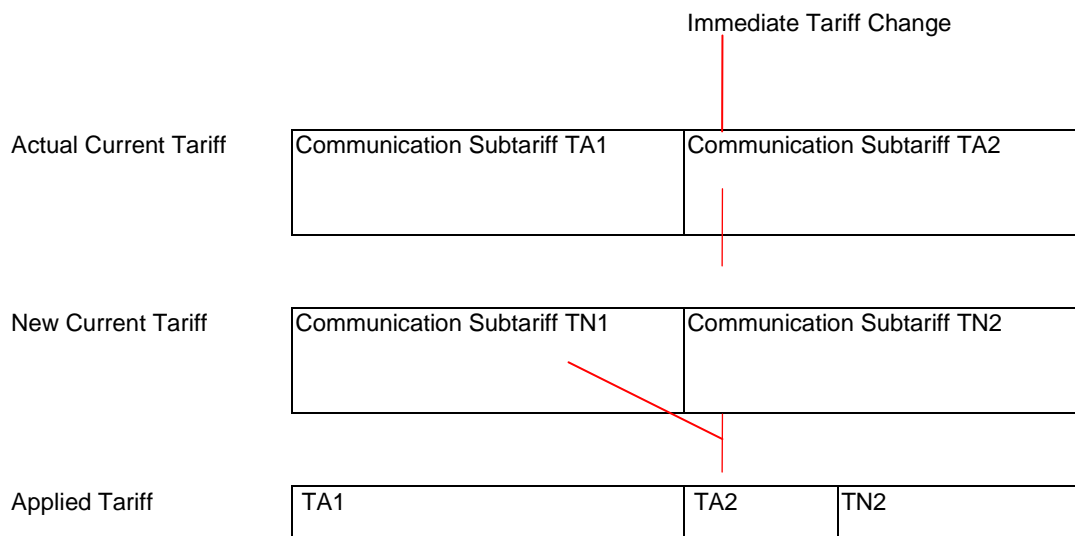 Immediate Tariff Change
Actual Current Tariff
Communication Subtariff TA1
Communication Subtariff TA2
New Current Tariff
Communication Subtariff TN1
Communication Subtariff TN2
Applied Tariff
TA1
TA2
TN2